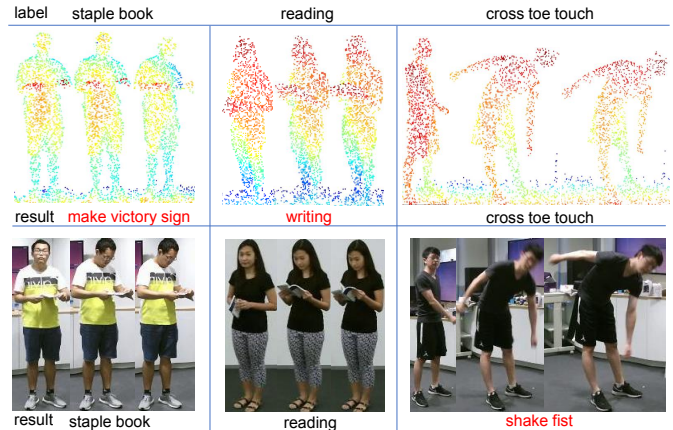 label staple book reading cross toe touch
result make victory sign writing cross toe touch
result staple book reading shake fist